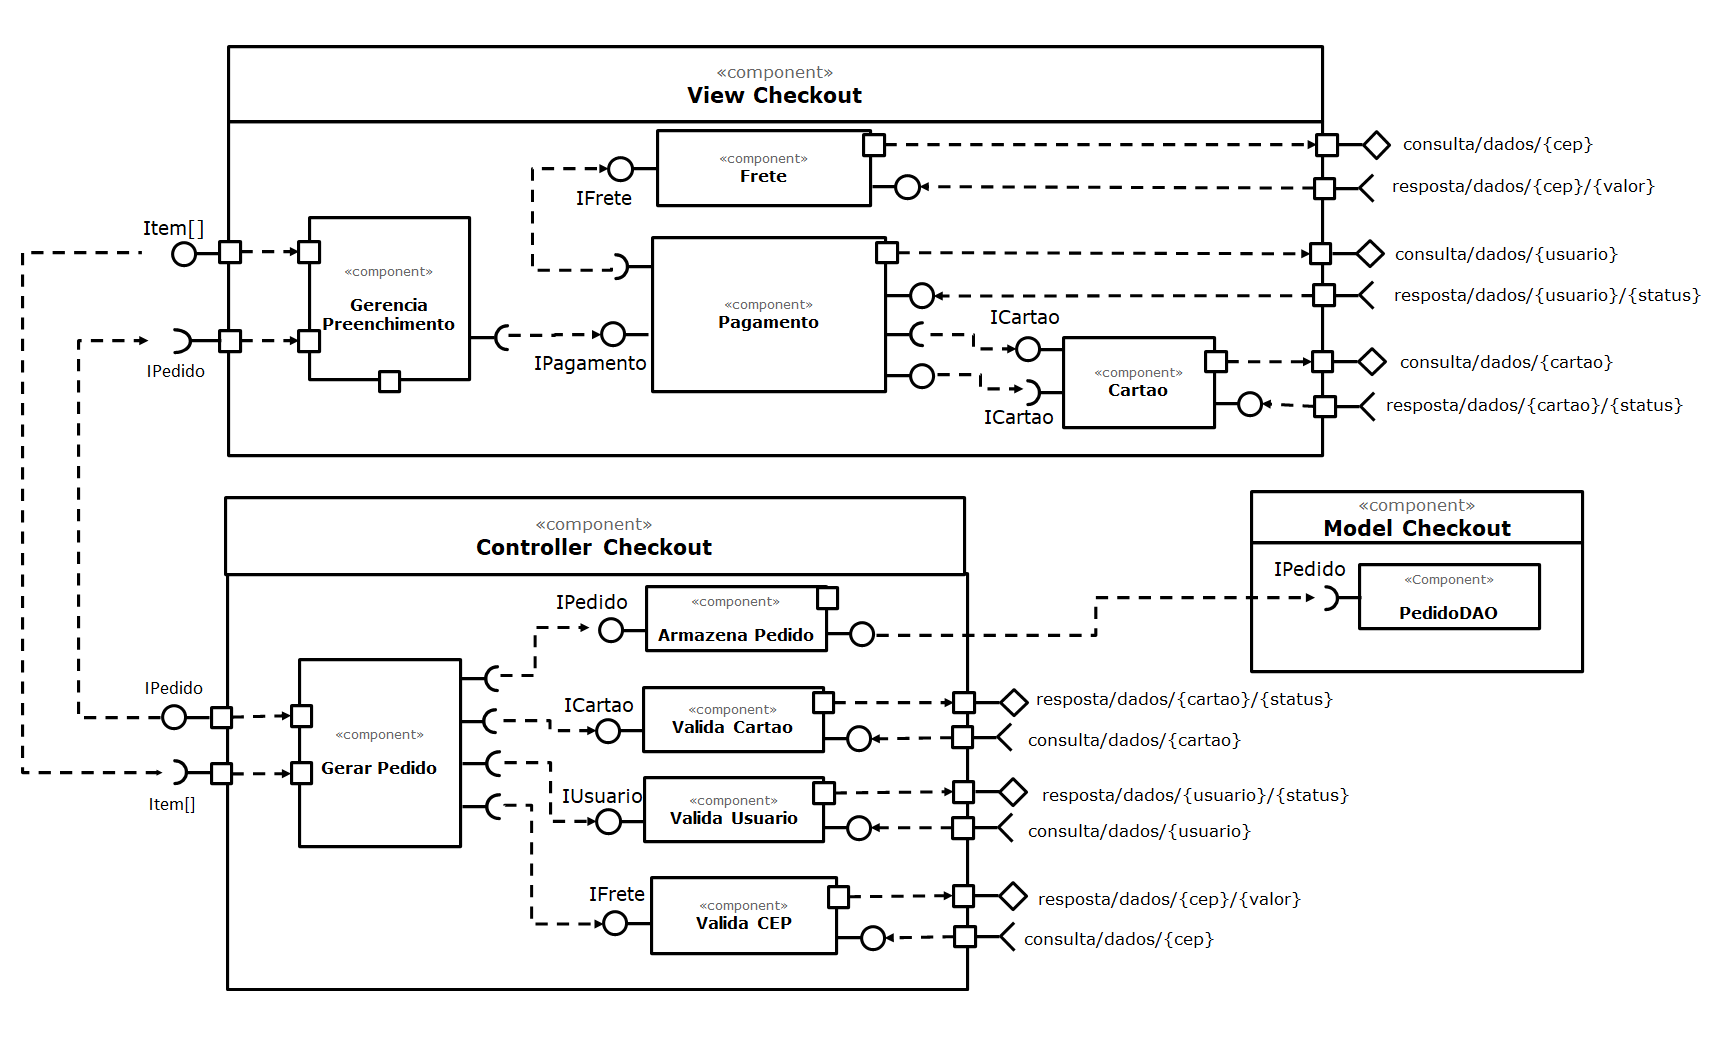 «component»
View Checkout
«component»
Frete
IFrete
consulta/dados/{cep}
resposta/dados/{cep}/{valor}
Item[]
IPedido
«component»
Gerencia
Preenchimento
IPagamento
«component»
Pagamento
consulta/dados/{usuario}
resposta/dados/{usuario}/{status}
ICartao
ICartao
«component»
Cartao
consulta/dados/{cartao}
resposta/dados/{cartao}/{status}
«component»
Controller Checkout
«component»
Model Checkout
IPedido
«Component»
PedidoDAO
IPedido
«component»
Armazena Pedido
IPedido
Item[]
«component»
Gerar Pedido
ICartao
«component»
Valida Cartao
resposta/dados/{cartao}/{status}
consulta/dados/{cartao}
IUsuario
«component»
Valida Usuario
resposta/dados/{usuario}/{status}
consulta/dados/{usuario}
IFrete
«component»
Valida CEP
resposta/dados/{cep}/{valor}
consulta/dados/{cep}